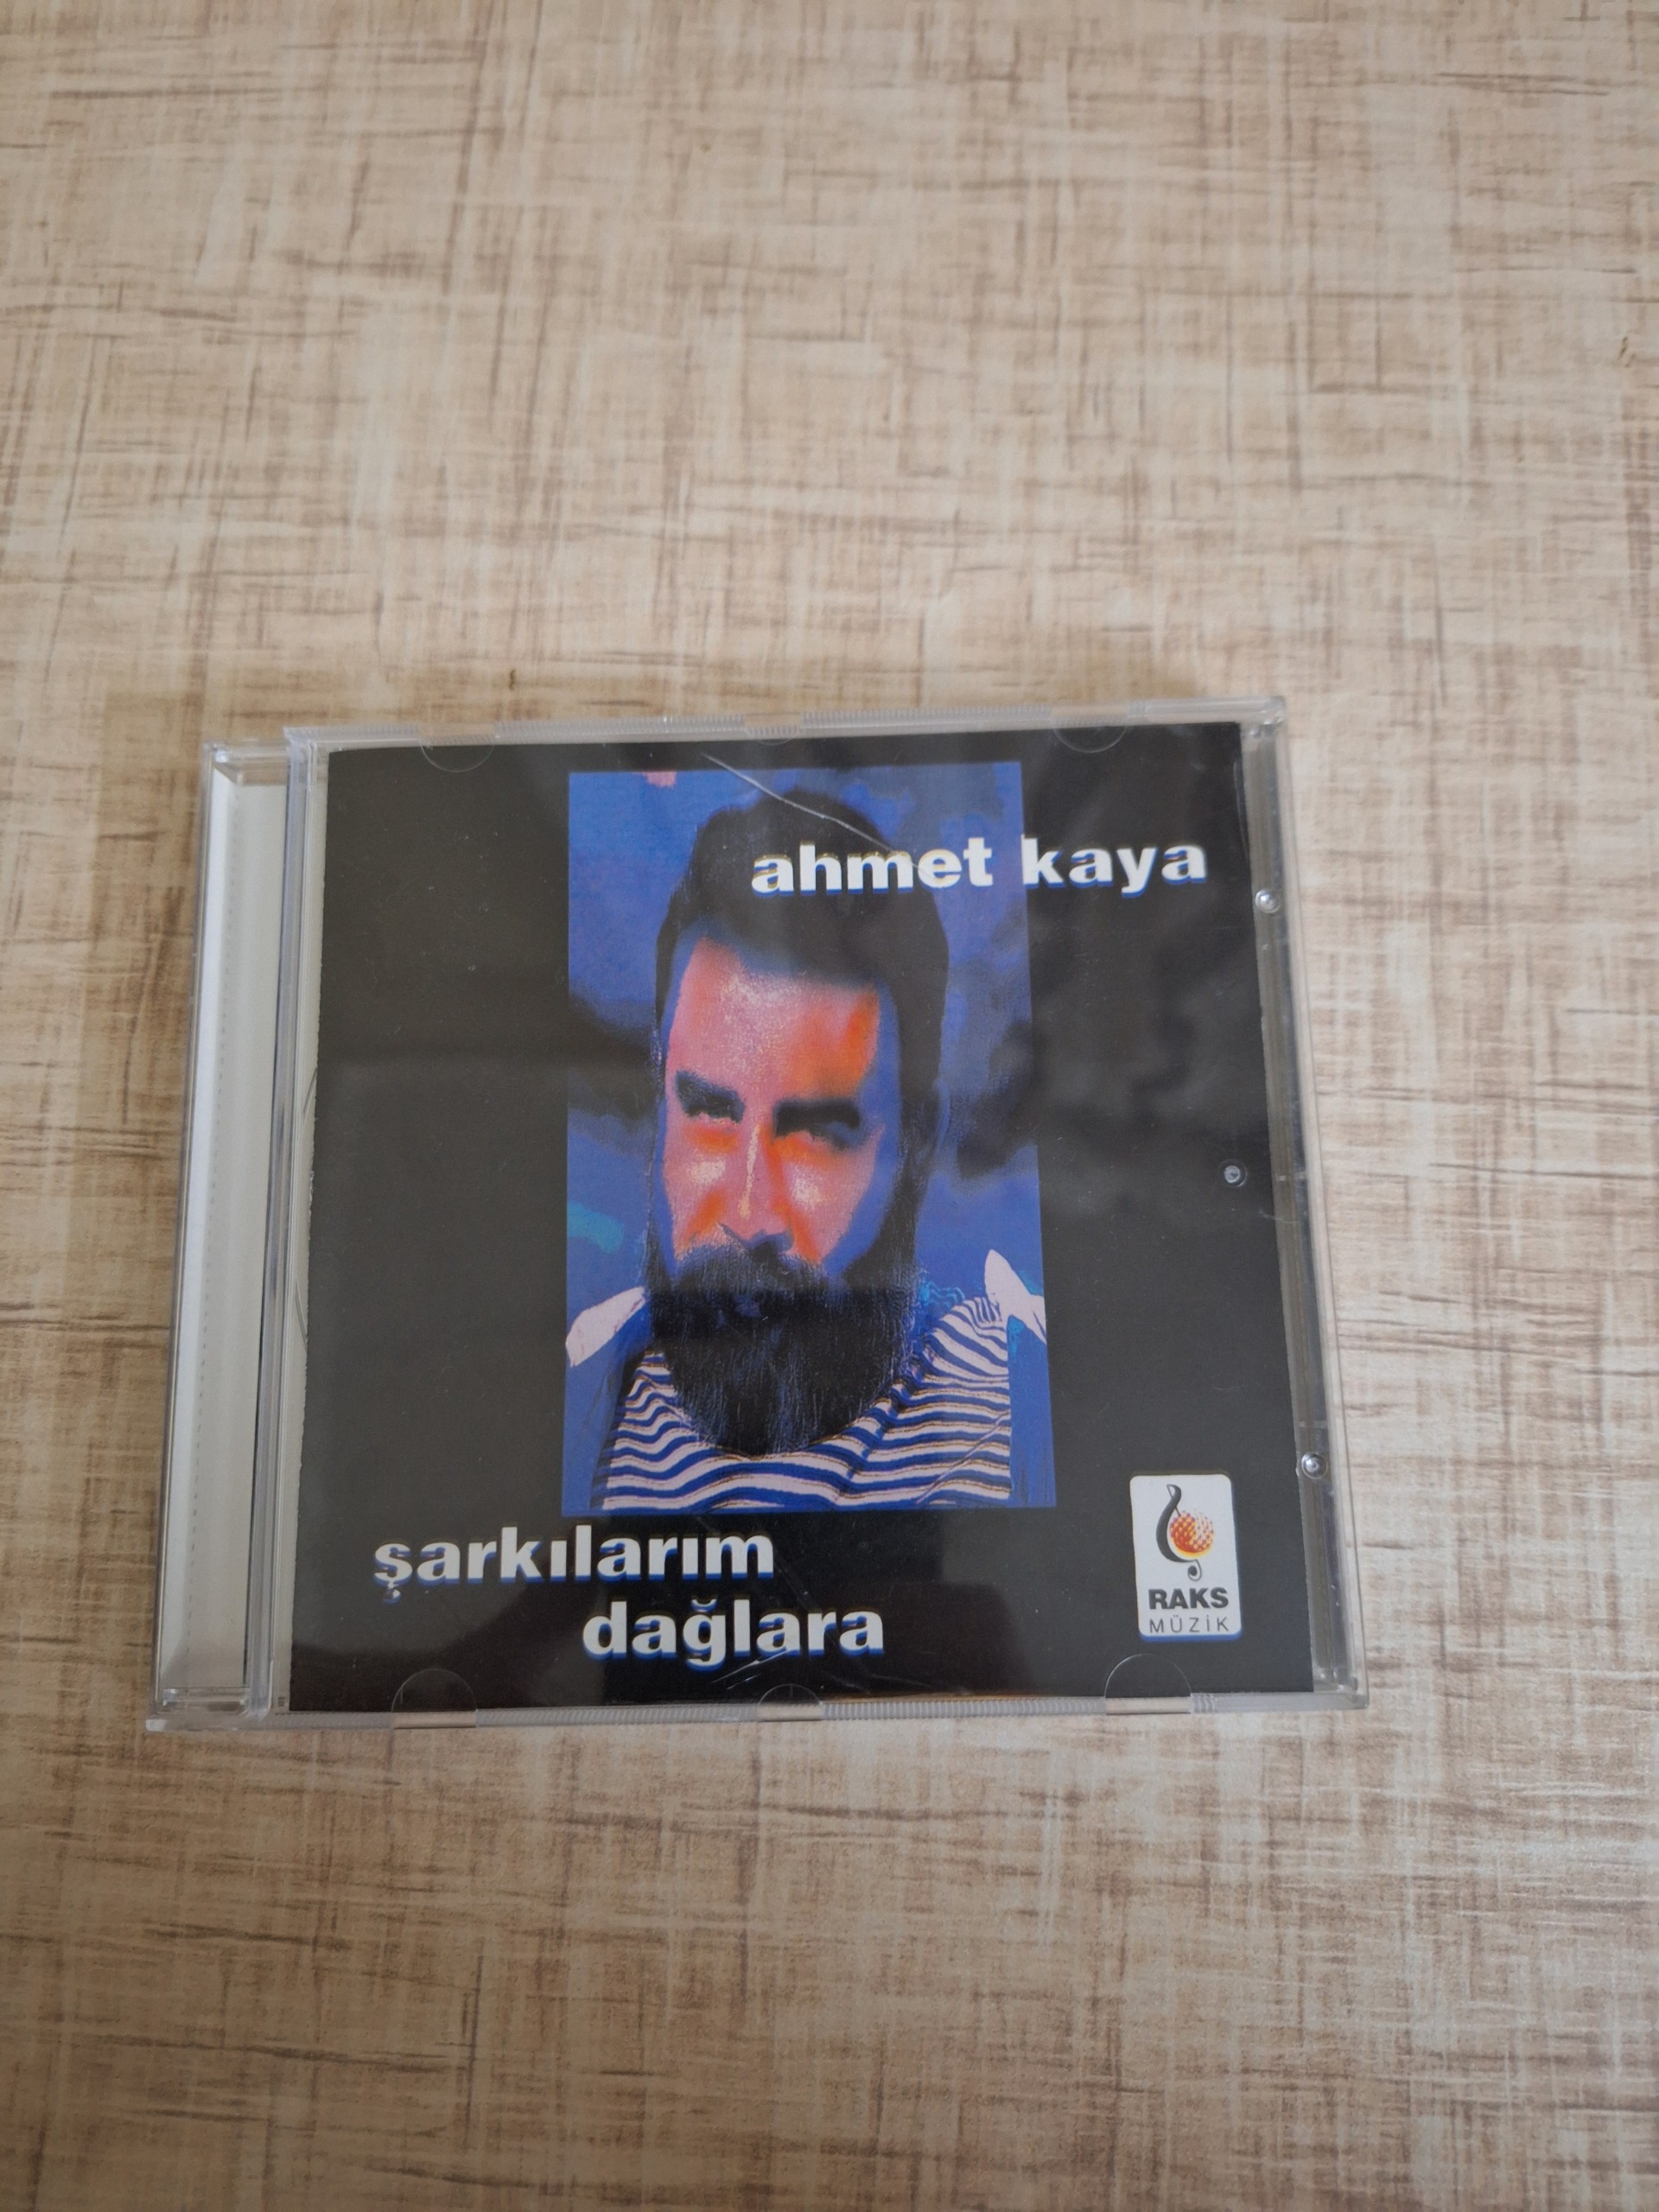 ahmet kaya
şarkılarım
dağlara
RAKS
MÜZİK